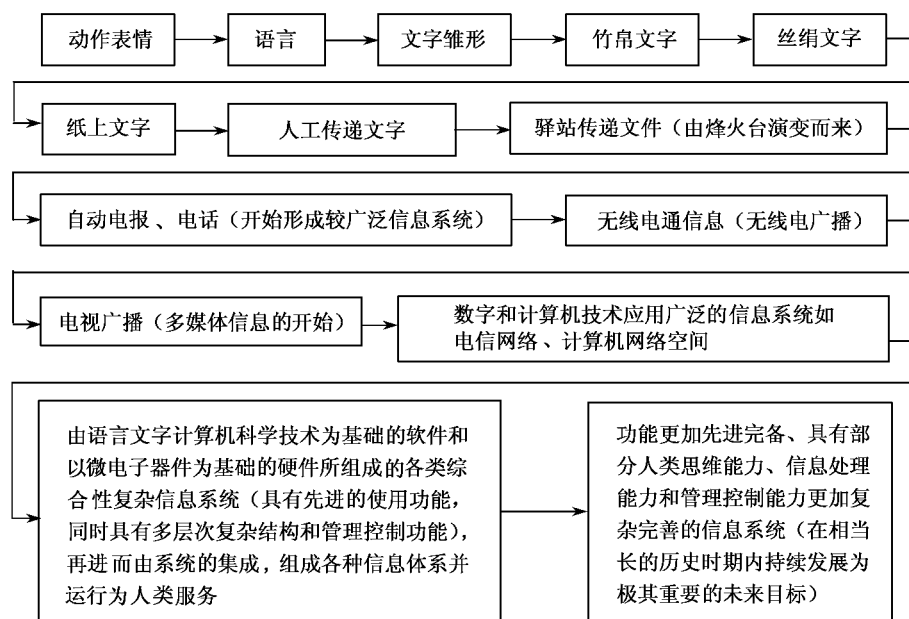 动作表情
语言
文字雏形
竹帛文字
丝绢文字
纸上文字
人工传递文字
驿站传递文件（由烽火台演变而来）
自动电报、电话（开始形成较广泛信息系统）
无线电通信息（无线电广播）
电视广播（多媒体信息的开始）
数字和计算机技术应用广泛的信息系统如
电信网络、计算机网络空间
由语言文字计算机科学技术为基础的软件和
以微电子器件为基础的硬件所组成的各类综
合性复杂信息系统（具有先进的使用功能，
同时具有多层次复杂结构和管理控制功能），
再进而由系统的集成，组成各种信息体系并
运行为人类服务
功能更加先进完备、具有部
分人类思维能力、信息处理
能力和管理控制能力更加复
杂完善的信息系统（在相当
长的历史时期内持续发展为
极其重要的未来目标）